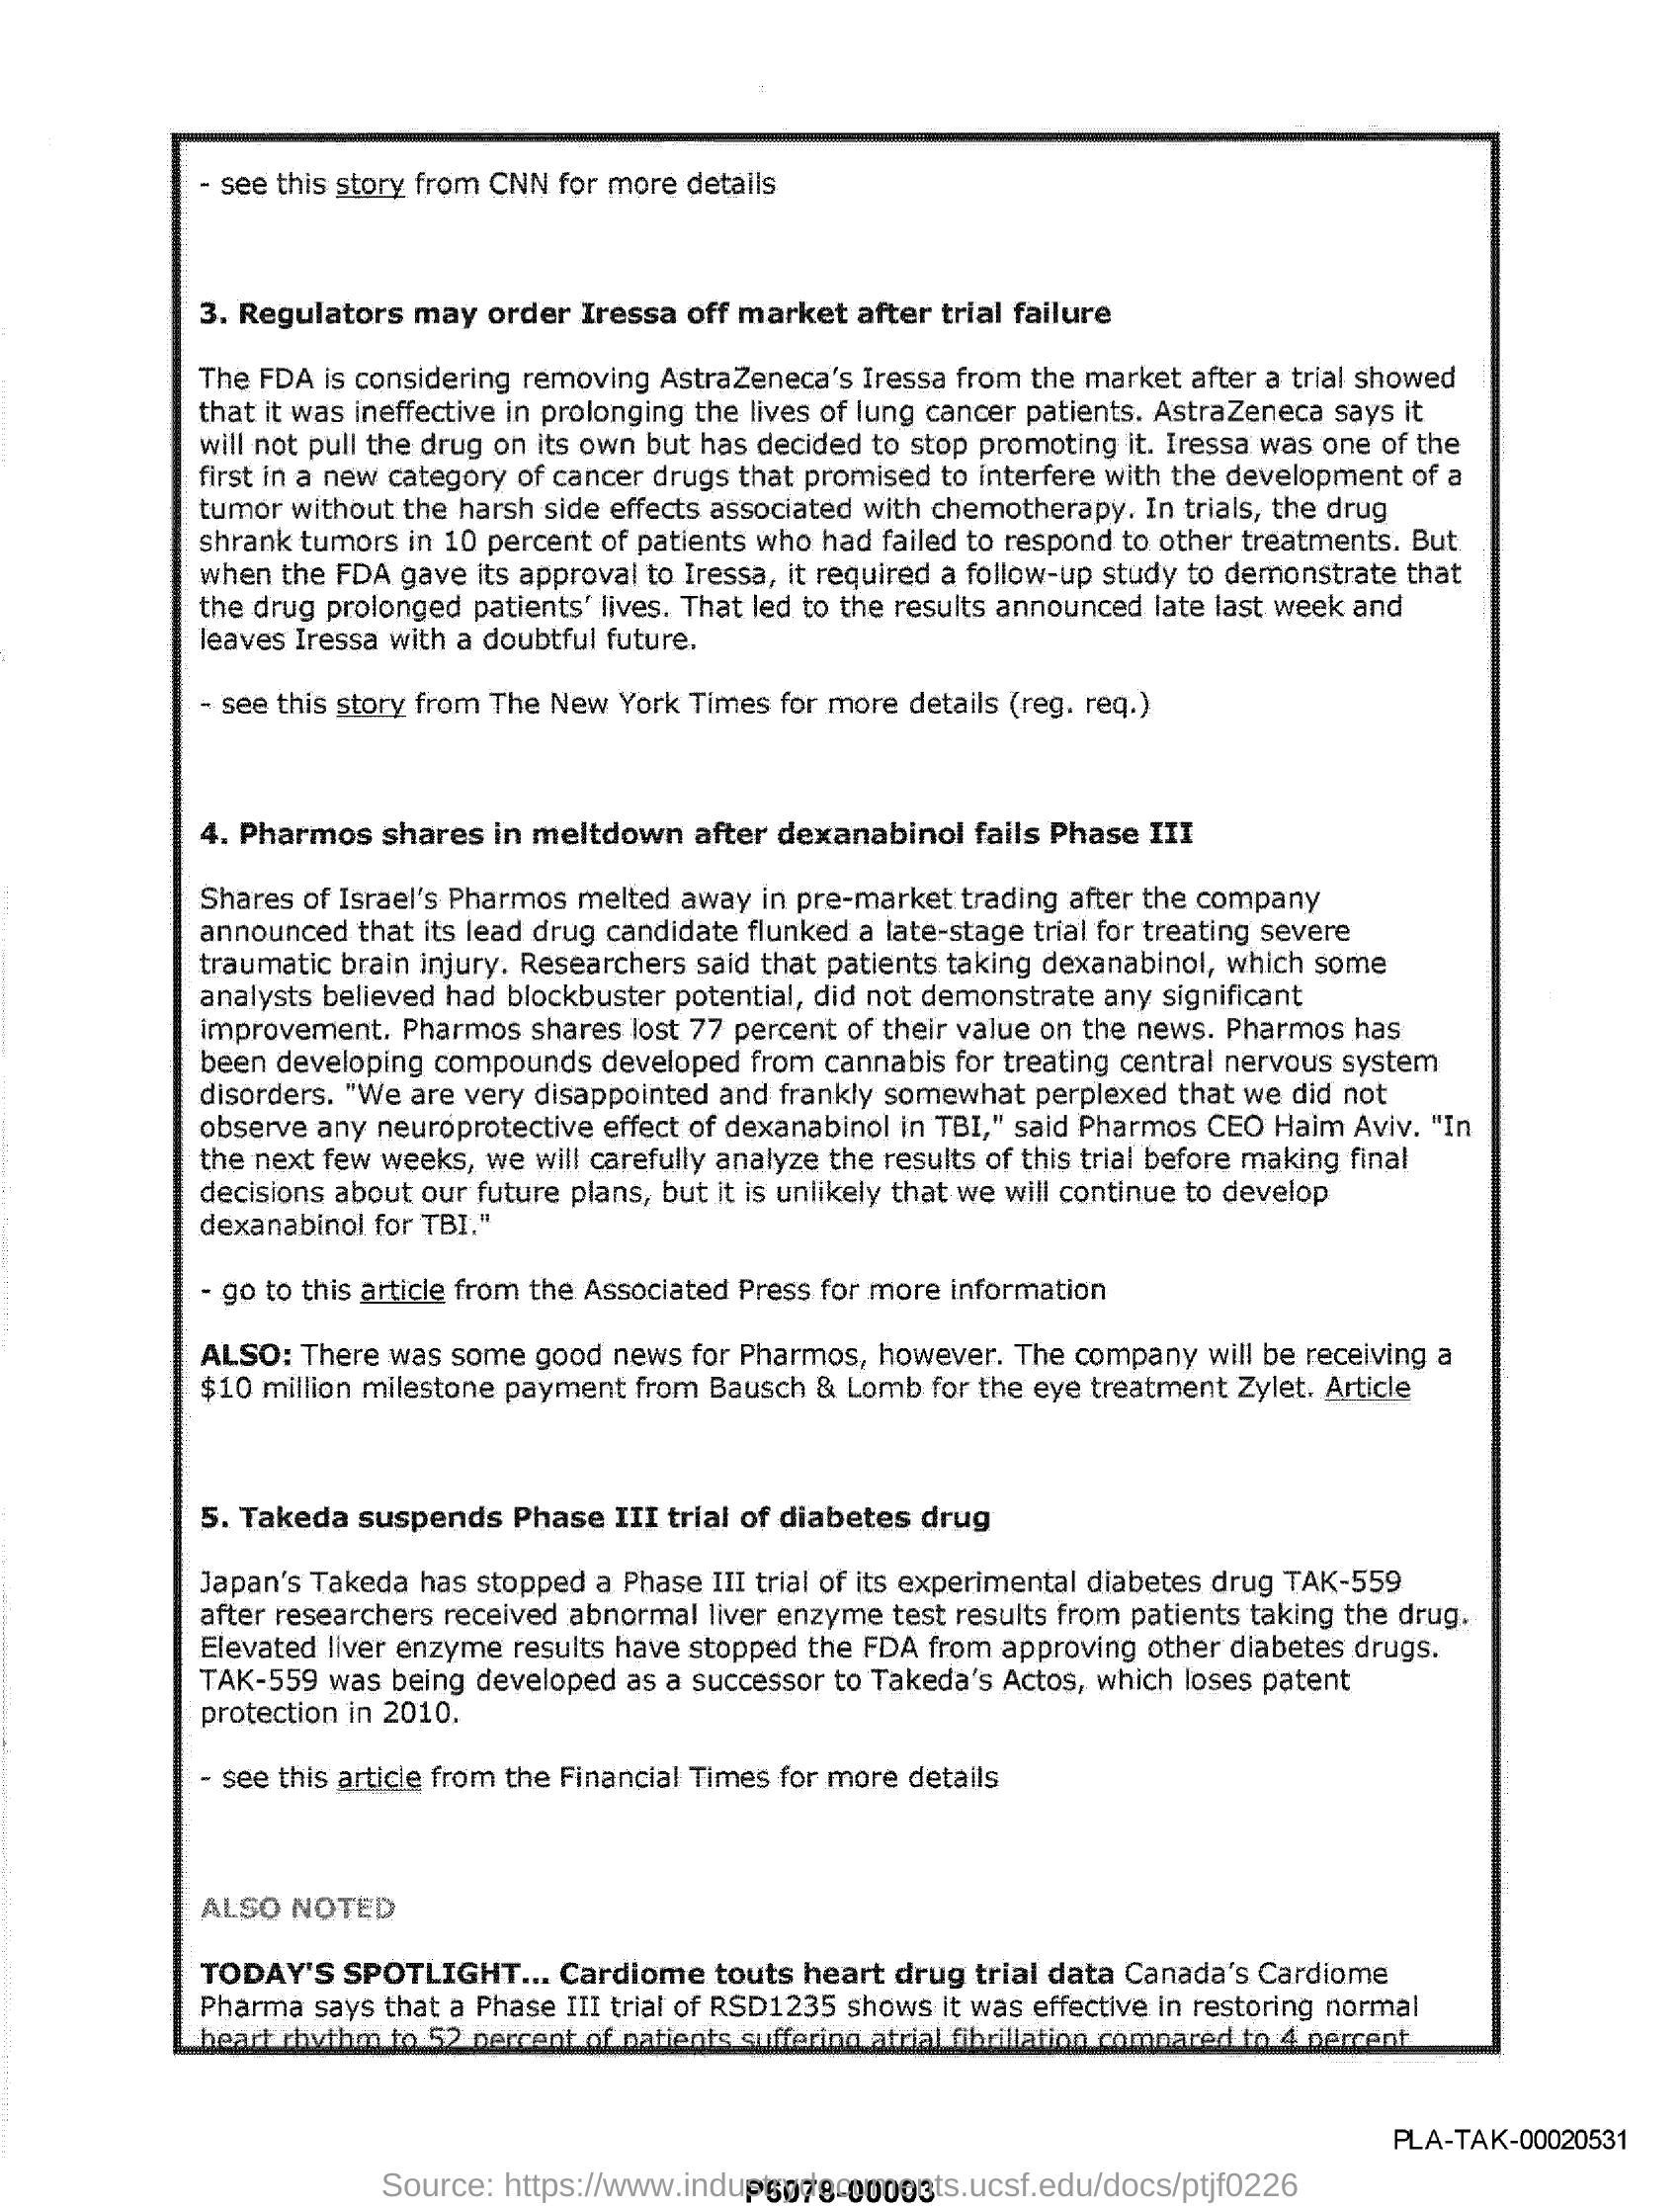 - see this story from CNN for more details
3. Regulators may order Iressa off market after trial failure
The FDA is considering removing AstraZeneca's Iressa from the market after a trial showed
that it was ineffective in prolonging the lives of lung cancer patients. AstraZeneca says it
will not pull the drug on its own but has decided to stop promoting it. Iressa was one of the
first in a new category of cancer drugs that promised to interfere with the development of a
tumor without the harsh side effects associated with chemotherapy. In trials, the drug
shrank tumors in 10 percent of patients who had failed to respond to other treatments. But
when the FDA gave its approval to Iressa, it required a follow-up study to demonstrate that
the drug prolonged patients' lives. That led to the results announced late last week and
leaves Iressa with a doubtful future.
- see this story from The New York Times for more details (reg. req.)
4. Pharmos shares in meltdown after dexanabinol fails Phase III
Shares of Israel's Pharmos melted away in pre-market trading after the company
announced that its lead drug candidate flunked a late-stage trial for treating severe
traumatic brain injury. Researchers said that patients taking dexanabinol, which some
analysts believed had blockbuster potential, did not demonstrate any significant
improvement. Pharmos shares lost 77 percent of their value on the news. Pharmos has
been developing compounds developed from cannabis for treating central nervous system
disorders. "We are very disappointed and frankly somewhat perplexed that we did not
observe any neuroprotective effect of dexanabinol in TBI," said Pharmos CEO Haim Aviv. "In
the next few weeks, we will carefully analyze the results of this trial before making final
decisions about our future plans, but it is unlikely that we will continue to develop
dexanabinol for TBI."
- go to this article from the Associated Press for more information
ALSO: There was some good news for Pharmos, however. The company will be receiving a
$10 million milestone payment from Bausch & Lomb for the eye treatment Zylet. Article
5. Takeda suspends Phase III trial of diabetes drug
Japan's Takeda has stopped a Phase III trial of its experimental diabetes drug TAK-559
after researchers received abnormal liver enzyme test results from patients taking the drug.
Elevated liver enzyme results have stopped the FDA from approving other diabetes drugs.
TAK-559 was being developed as a successor to Takeda's Actos, which loses patent
protection in 2010.
- see this article from the Financial Times for more details
ALSO NOTED
TODAY'S SPOTLIGHT... Cardiome touts heart drug trial data Canada's Cardiome
Pharma says that a Phase III trial of RSD1235 shows it was effective in restoring normal
heart rhythm to 52 percent of patients suffering atrial fibrillation compared to 4 percent
PLA-TAK-00020531
Source: https://www.industrydocuments.ucsf.edu/docs/ptjf0226
P5079-00003